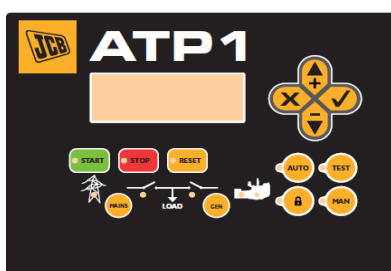 JCB
ATP1
START STOP RESET
AUTO TEST
MAINS LOAD GEN
MAN